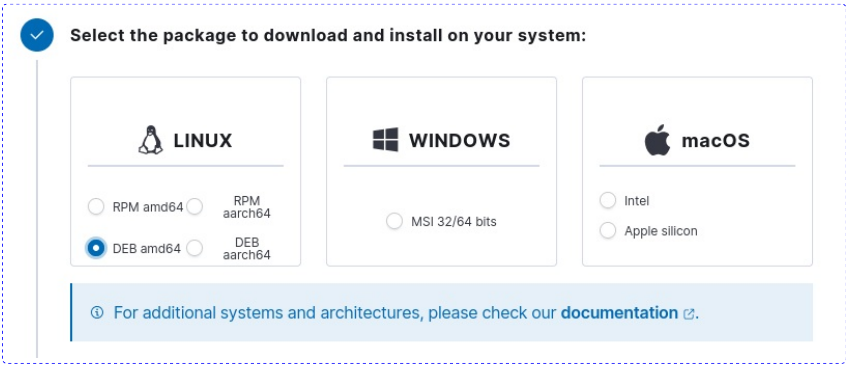 Select the package to download and install on your system:
LINUX
RPM amd64
RPM
aarch64
DEB amd64
DEB
aarch64
WINDOWS
MSI 32/64 bits
macOS
Intel
Apple silicon
For additional systems and architectures, please check our documentation.